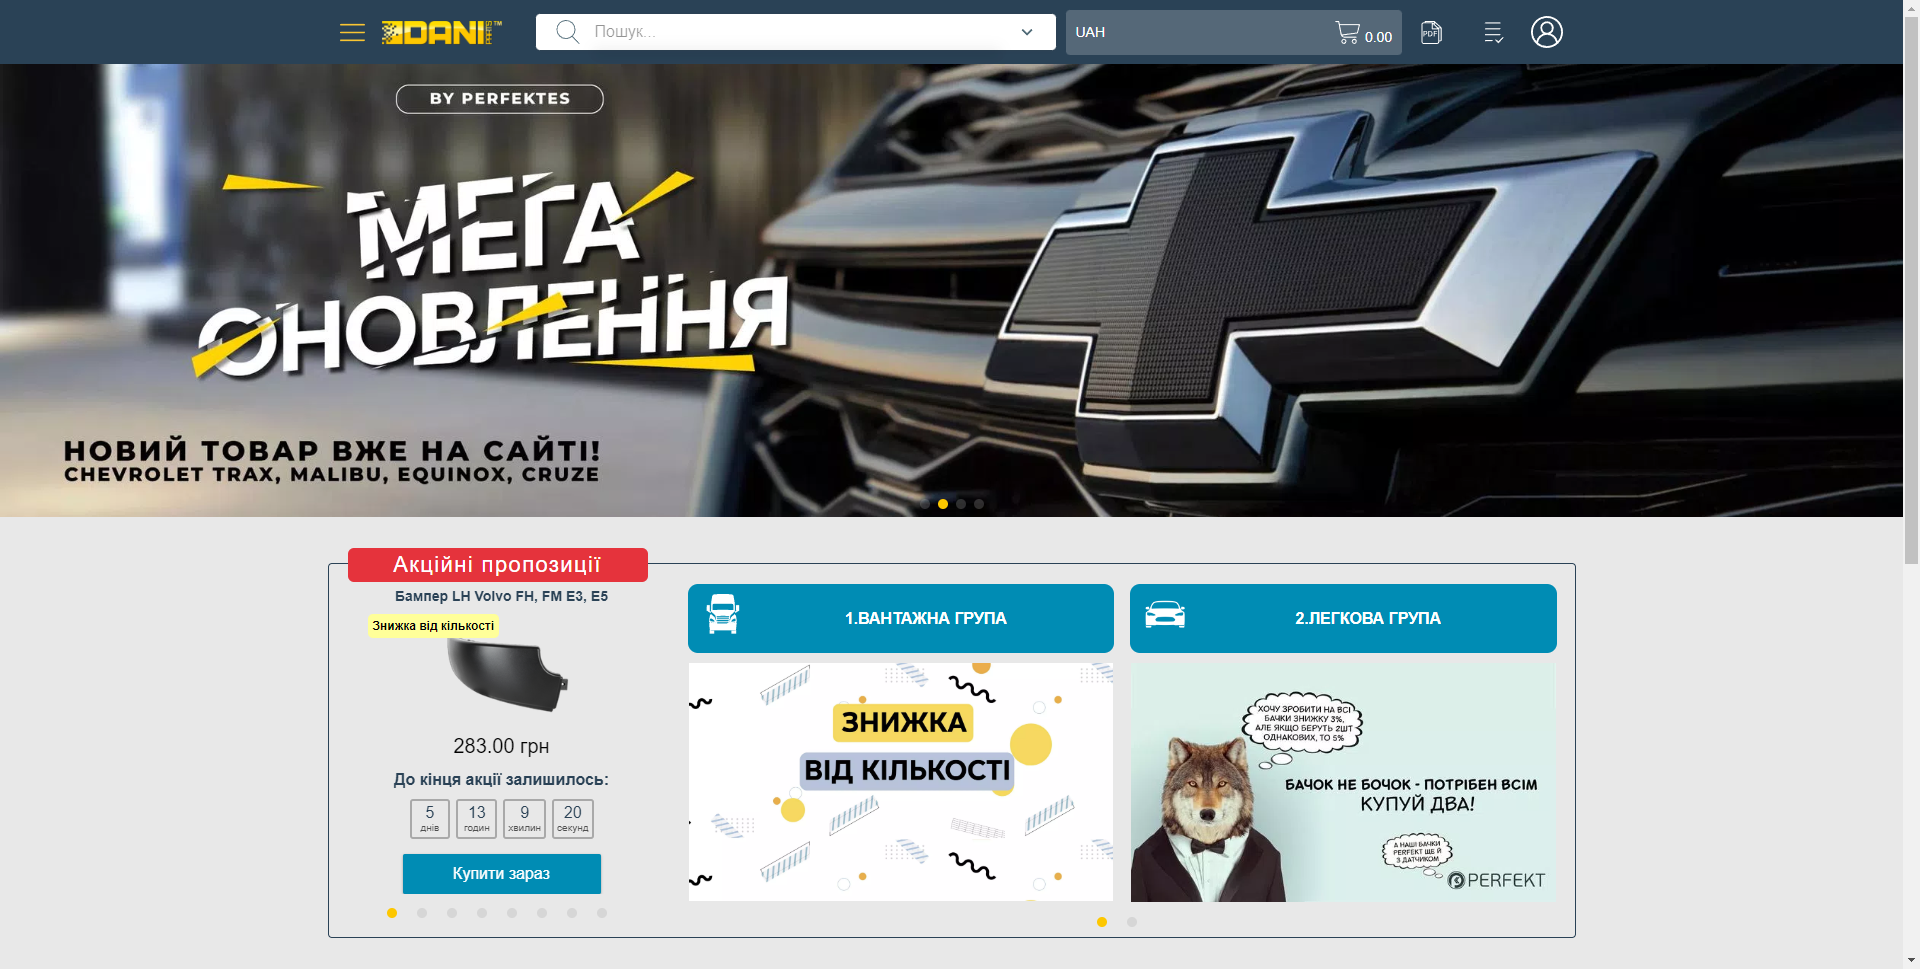 DANI PARTS™
Пошук...
UAH
0.00
PDF
BY PERFEKTES
МЕГА
ОНОВЛЕННЯ
НОВИЙ ТОВАР ВЖЕ НА САЙТІ!
CHEVROLET TRAX, MALIBU, EQUINOX, CRUZE
Акційні пропозиції
Бампер LH Volvo FH, FM E3, E5
Знижка від кількості
283.00 грн
До кінця акції залишилось:
5 13 9 20
днів годин хвилин секунд
Купити зараз
1.ВАНТАЖНА ГРУПА
ЗНИЖКА
ВІД КІЛЬКОСТІ
2.ЛЕГКОВА ГРУПА
ХОЧУ ЗРОБИТИ НА ВСІ
БАЧКИ ЗНИЖКУ 3%,
АЛЕ ЯКЩО БЕРУТЬ 2ШТ
ОДНАКОВИХ, ТО 5%
БАЧОК НЕ БОЧОК - ПОТРІБЕН ВСІМ
КУПУЙ ДВА!
А НАШІ БАЧКИ
PERFEKT ЩЕ Й
З ДАТЧИКОМ
PERFEKT